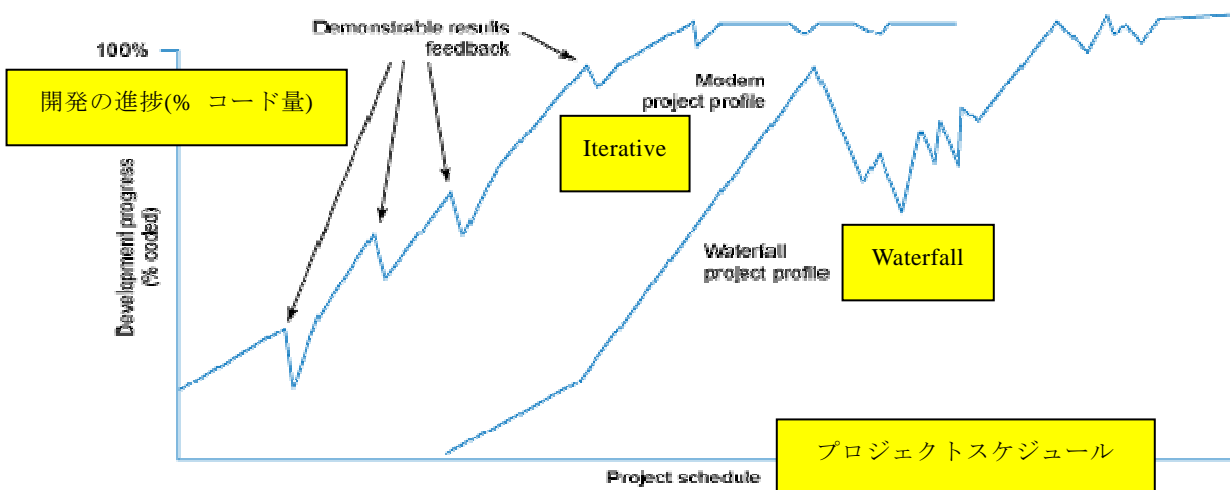 Demonstrable results
feedback
100%
開発の進捗(% コード量)
Modern
project profile
Iterative
Development progress
(% coded)
Waterfall
project profile
Waterfall
プロジェクトスケジュール
Project schedule